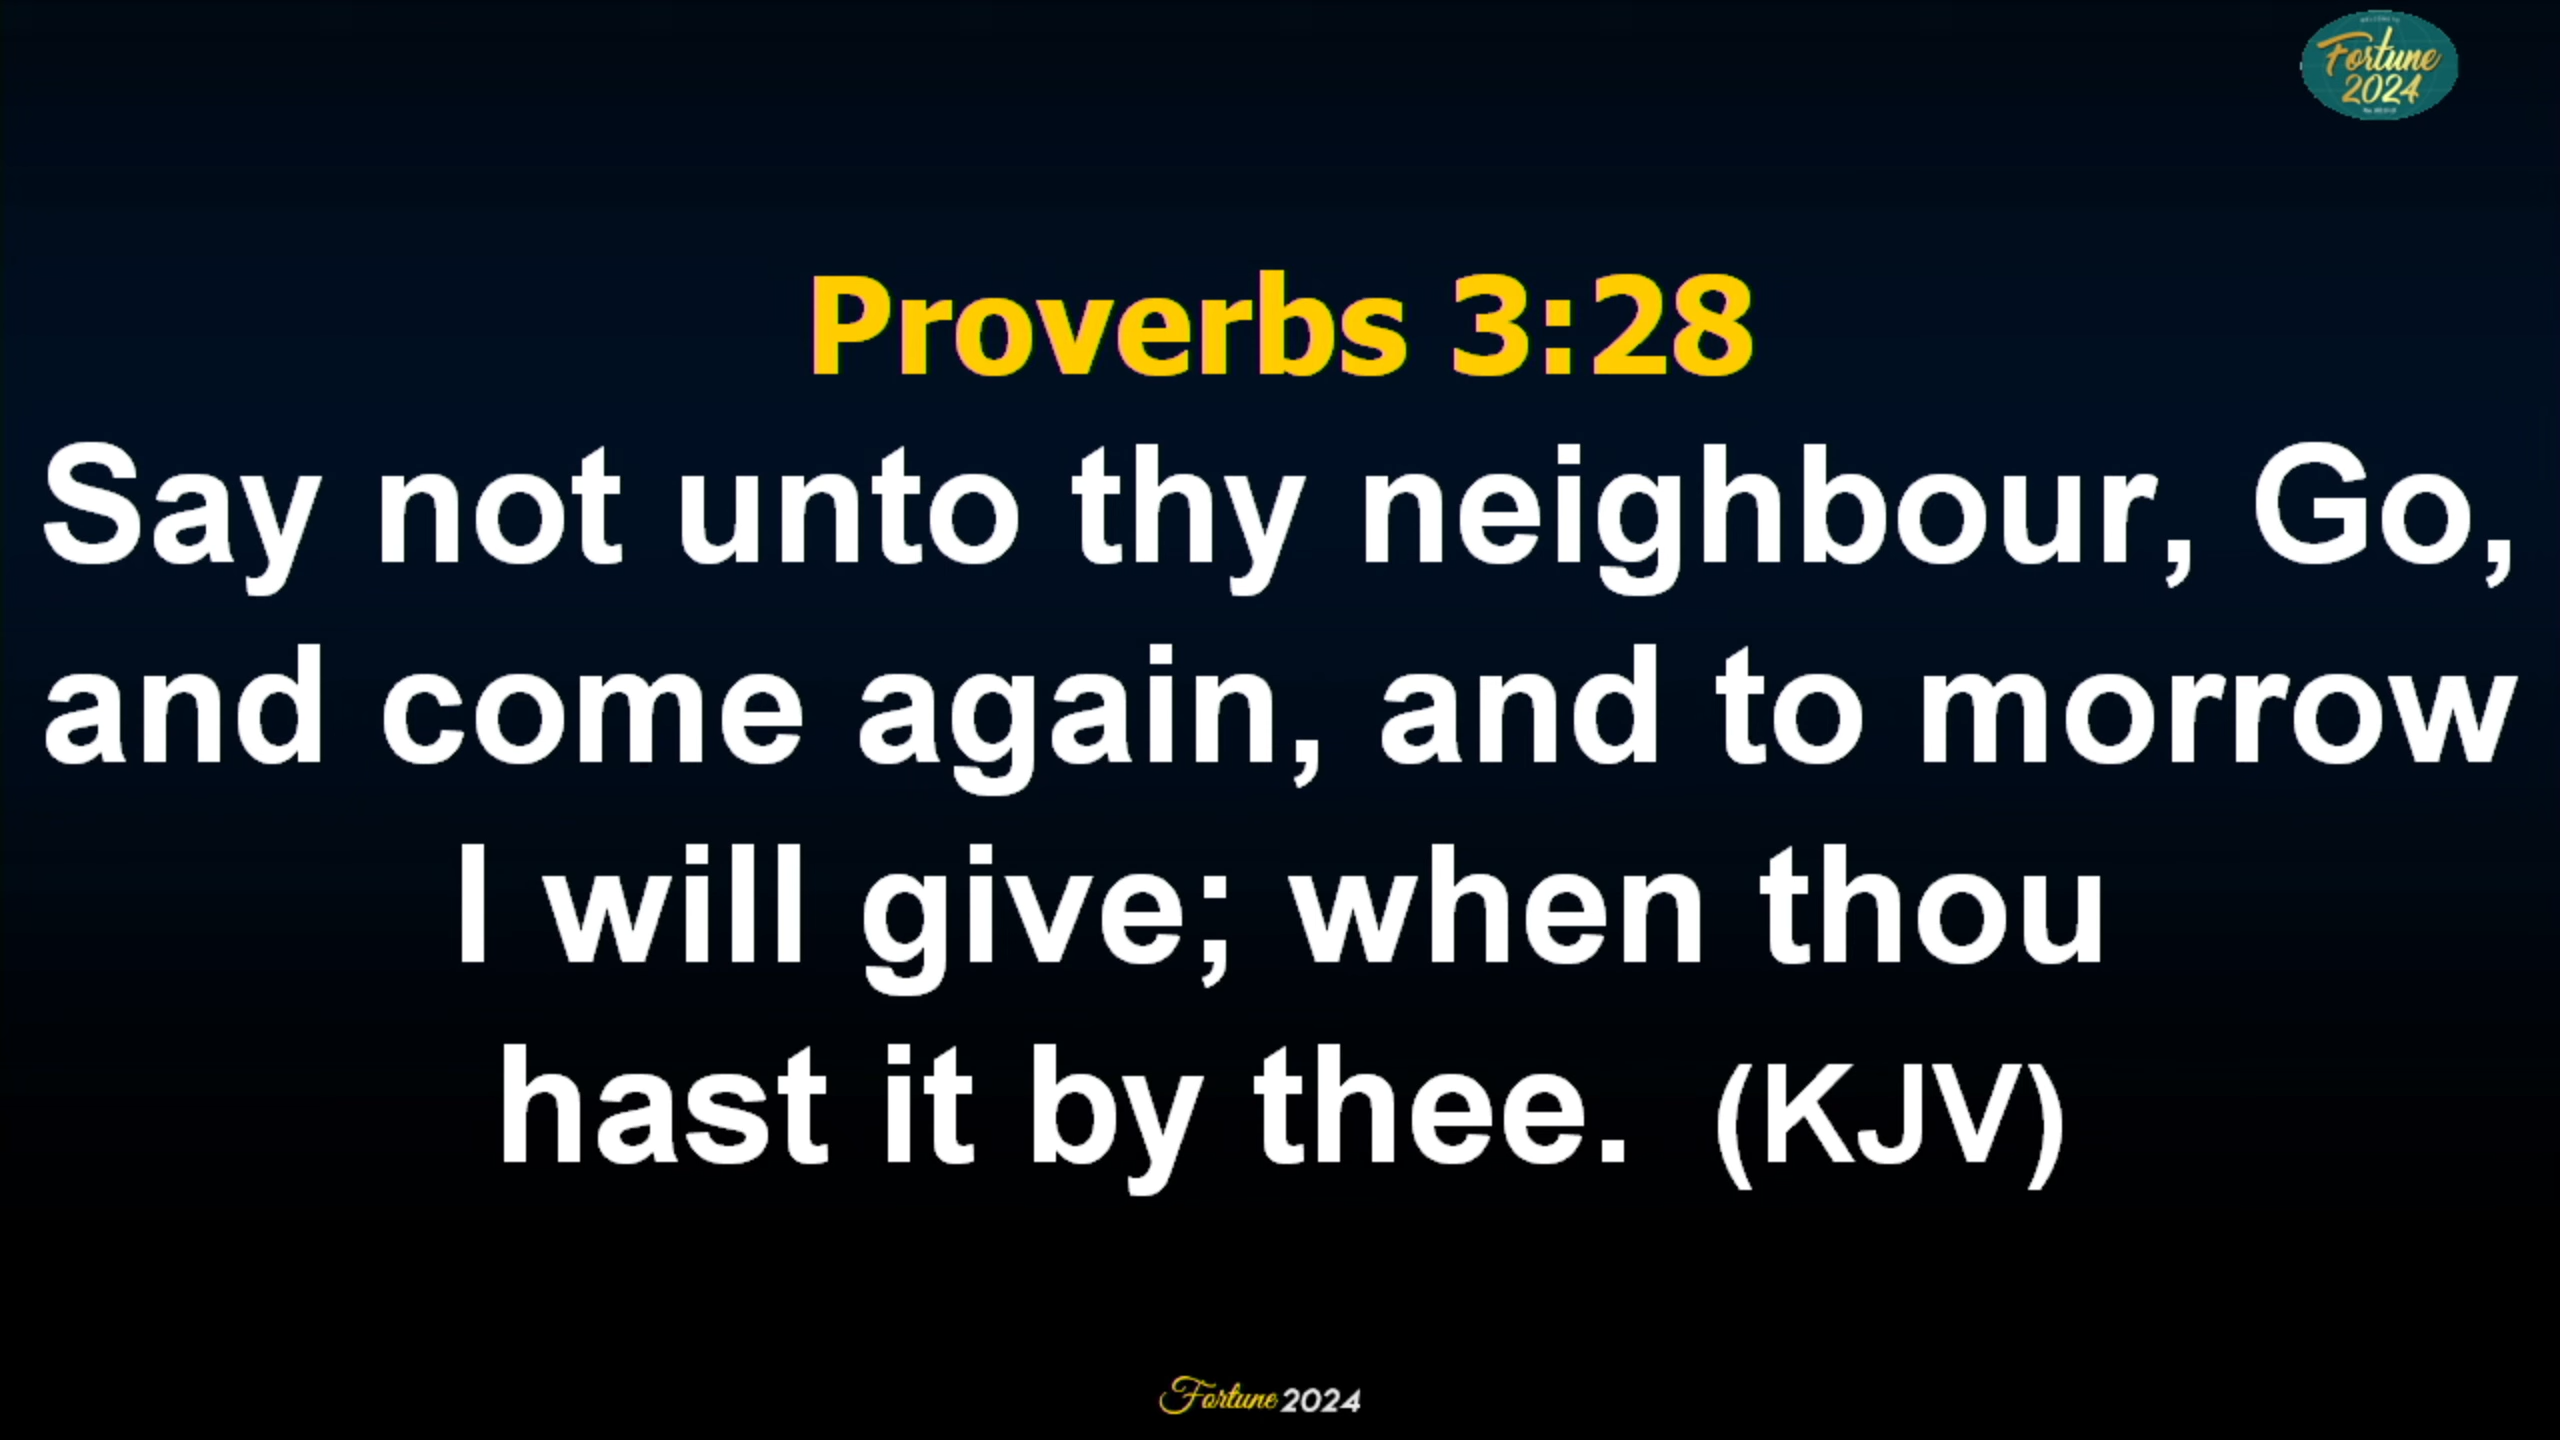 Fortune
2024
Proverbs 3:28
Say not unto thy neighbour, Go,
and come again, and to morrow
I will give; when thou
hast it by thee. (KJV)
Fortune 2024